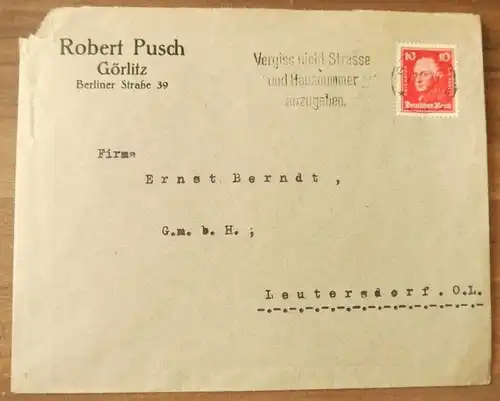 Robert Pusch
Görlitz
Berliner Straße 39
Vergiss nicht Strasse
und Hausnummer
anzugeben.
10 10
Deutsches Reich
Firma
Ernst Berndt,
G.m.b.H.;
Leutersdorf.O.L.